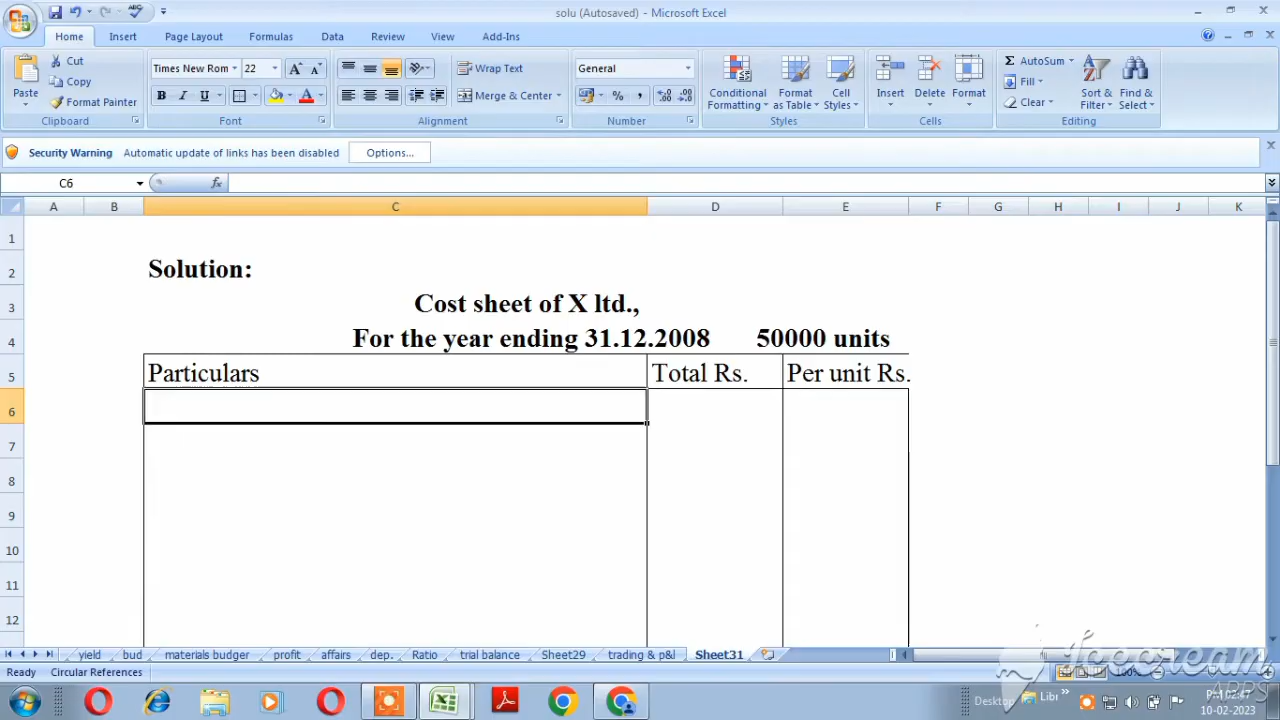 solu (Autosaved) - Microsoft Excel
Home Insert Page Layout Formulas Data Review View Add-Ins
Paste
Cut
Copy
Format Painter
Clipboard
Times New Rom 22
B I U
Font
Wrap Text
Merge & Center
Alignment
General
Number
Conditional Formatting
Format as Table
Cell Styles
Styles
Insert Delete Format
Cells
AutoSum
Fill
Clear
Sort & Filter
Find & Select
Editing
Security Warning Automatic update of links has been disabled Options...
C6 fx
A B C D E F G H I J K
1
2 Solution:
3 Cost sheet of X ltd.,
4 For the year ending 31.12.2008 50000 units
5 Particulars Total Rs. Per unit Rs.
6
7
8
9
10
11
12
yield bud materials budger profit affairs dep. Ratio trial balance Sheet29 trading & p&l Sheet31
Ready Circular References 100%
Icecream
APPS
Desktop Libr
10-02-2023